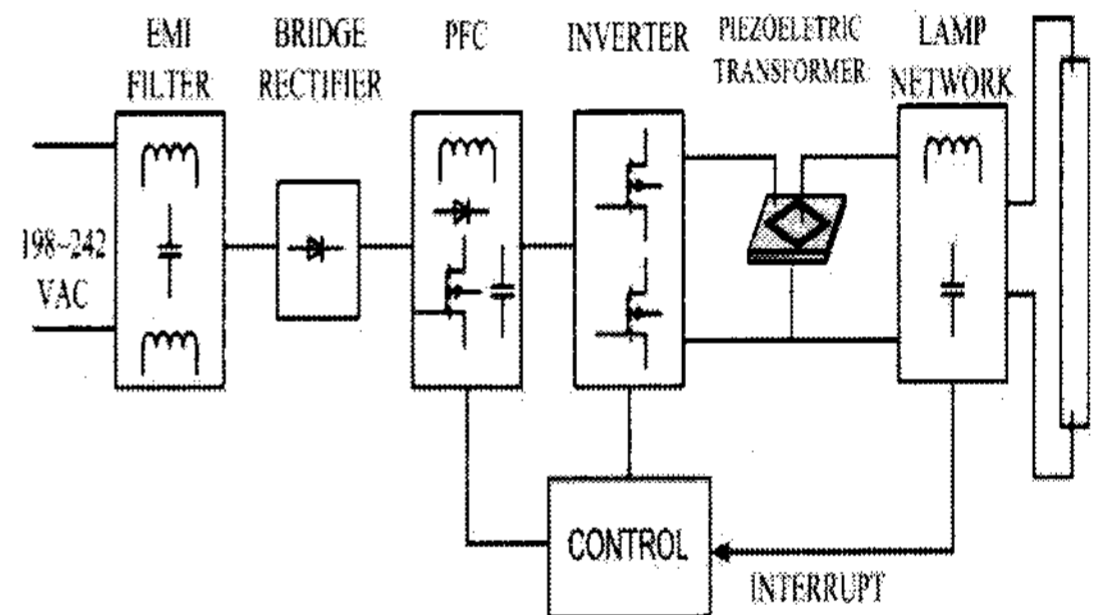 EMI
FILTER
BRIDGE
RECTIFIER
PFC
INVERTER
PIEZOELETRIC
TRANSFORMER
LAMP
NETWORK
198~242
VAC
CONTROL
INTERRUPT